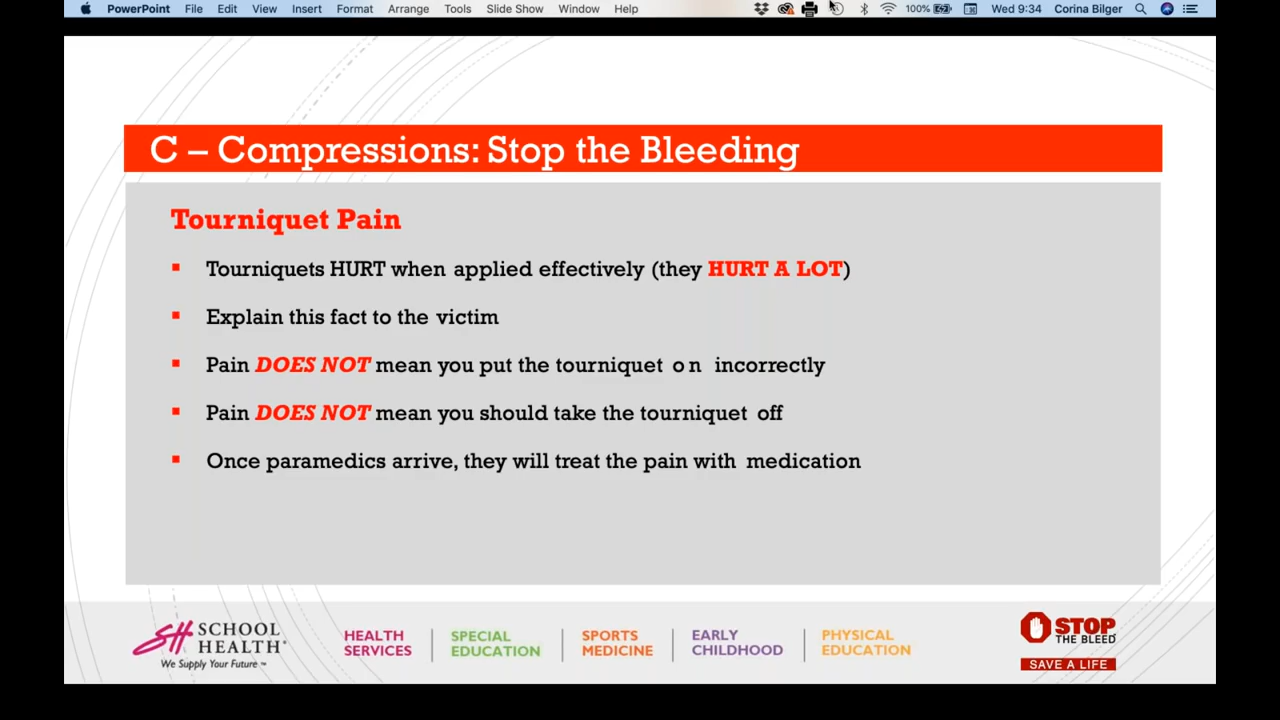 PowerPoint File Edit View Insert Format Arrange Tools Slide Show Window Help 100% Wed 9:34 Corina Bilger
C – Compressions: Stop the Bleeding
Tourniquet Pain
▪ Tourniquets HURT when applied effectively (they HURT A LOT)
▪ Explain this fact to the victim
▪ Pain DOES NOT mean you put the tourniquet on incorrectly
▪ Pain DOES NOT mean you should take the tourniquet off
▪ Once paramedics arrive, they will treat the pain with medication
SH SCHOOL
HEALTH®
We Supply Your Future ™
HEALTH
SERVICES
SPECIAL
EDUCATION
SPORTS
MEDICINE
EARLY
CHILDHOOD
PHYSICAL
EDUCATION
STOP
THE BLEED
SAVE A LIFE